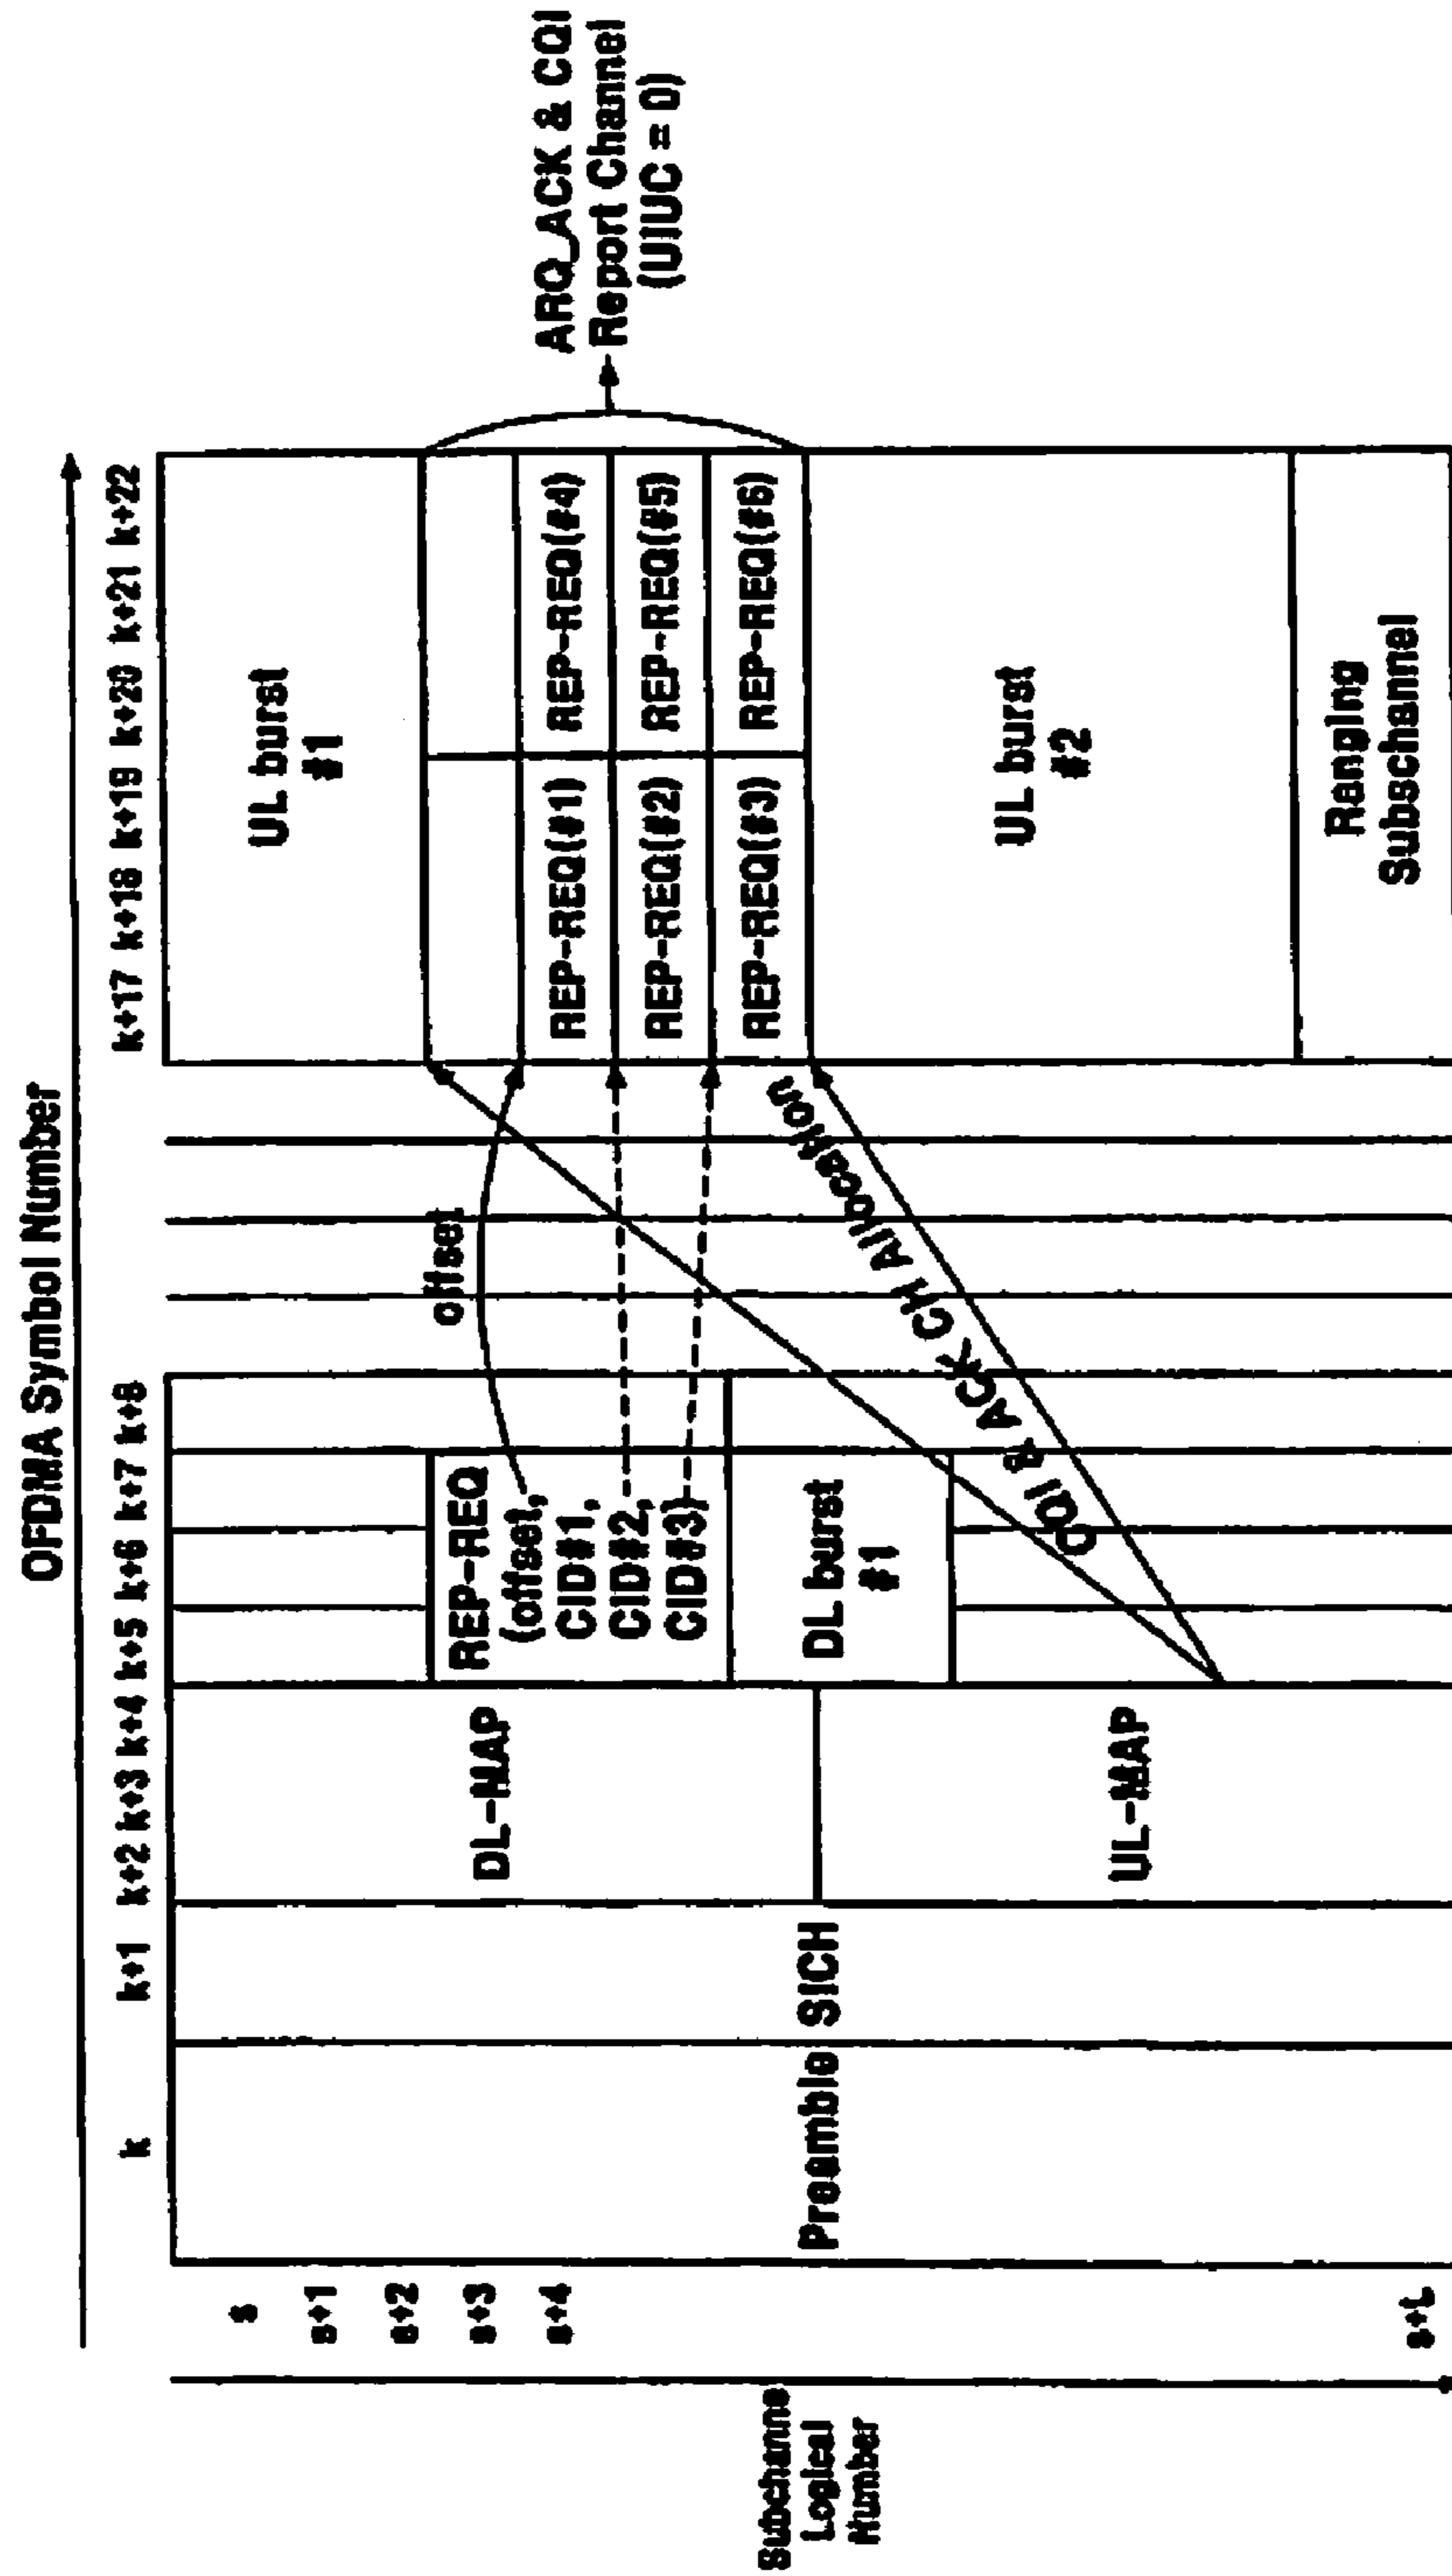 OFDMA Symbol Number
k k+1 k+2 k+3 k+4 k+5 k+6 k+7 k+8 k+17 k+18 k+19 k+20 k+21 k+22
Subchanne
Logical
Number
s
s+1
s+2
s+3
s+4
s+L
Preamble
SICH
DL-MAP
UL-MAP
REP-REQ
(offset,
CID#1,
CID#2,
CID#3)
DL burst
#1
offset
CQI & ACK CH Allocation
UL burst
#1
REP-REQ(#1)
REP-REQ(#4)
REP-REQ(#2)
REP-REQ(#5)
REP-REQ(#3)
REP-REQ(#6)
UL burst
#2
Ranging
Subschannel
ARQ_ACK & CQI
Report Channel
(UIUC = 0)